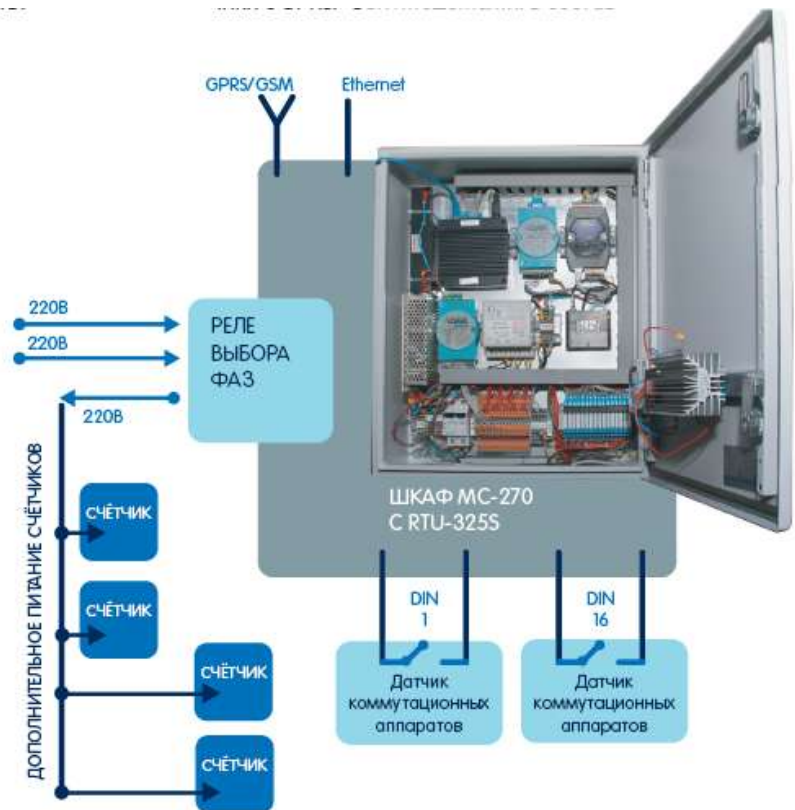 GPRS/GSM
Ethernet
220В
220В
РЕЛЕ
ВЫБОРА
ФАЗ
220В
ДОПОЛНИТЕЛЬНОЕ ПИТАНИЕ СЧЁТЧИКОВ
СЧЁТЧИК
СЧЁТЧИК
СЧЁТЧИК
СЧЁТЧИК
ШКАФ МС-270
С RTU-325S
DIN
1
DIN
16
Датчик
коммутационных
аппаратов
Датчик
коммутационных
аппаратов